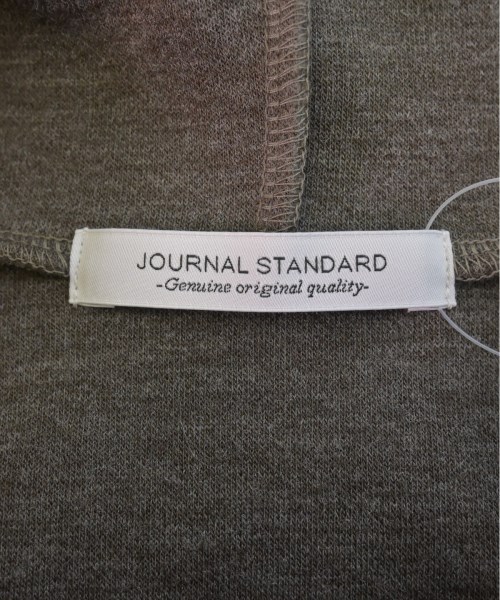 JOURNAL STANDARD
-Genuine original quality-